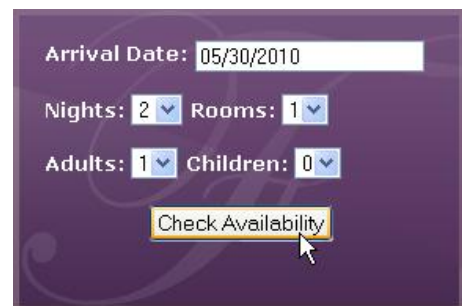 Arrival Date: 05/30/2010
Nights: 2 Rooms: 1
Adults: 1 Children: 0
Check Availability